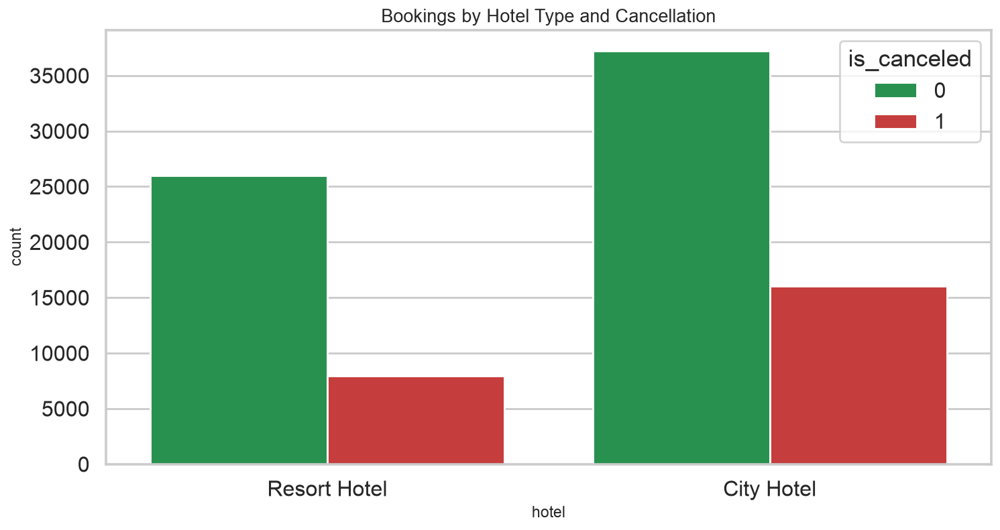 Bookings by Hotel Type and Cancellation
is_canceled
0
1
35000
30000
25000
20000
15000
10000
5000
0
count
Resort Hotel
City Hotel
hotel